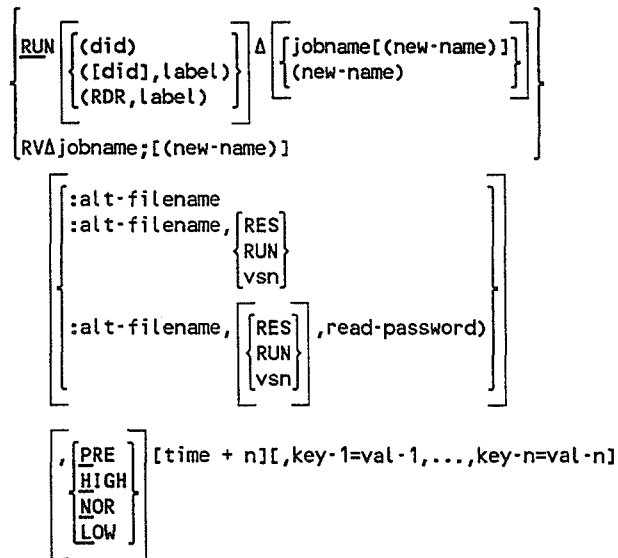 RUN [{(did)
([did],label)
(RDR,label)}] Δ [{jobname[(new-name)]
(new-name)}]
RVΔjobname;[(new-name)]
:alt-filename
:alt-filename,{RES
RUN
vsn}
:alt-filename,[{RES
RUN
vsn}],read-password)
[,{PRE
HIGH
NOR
LOW}] [time + n][,key-1=val-1,...,key-n=val-n]